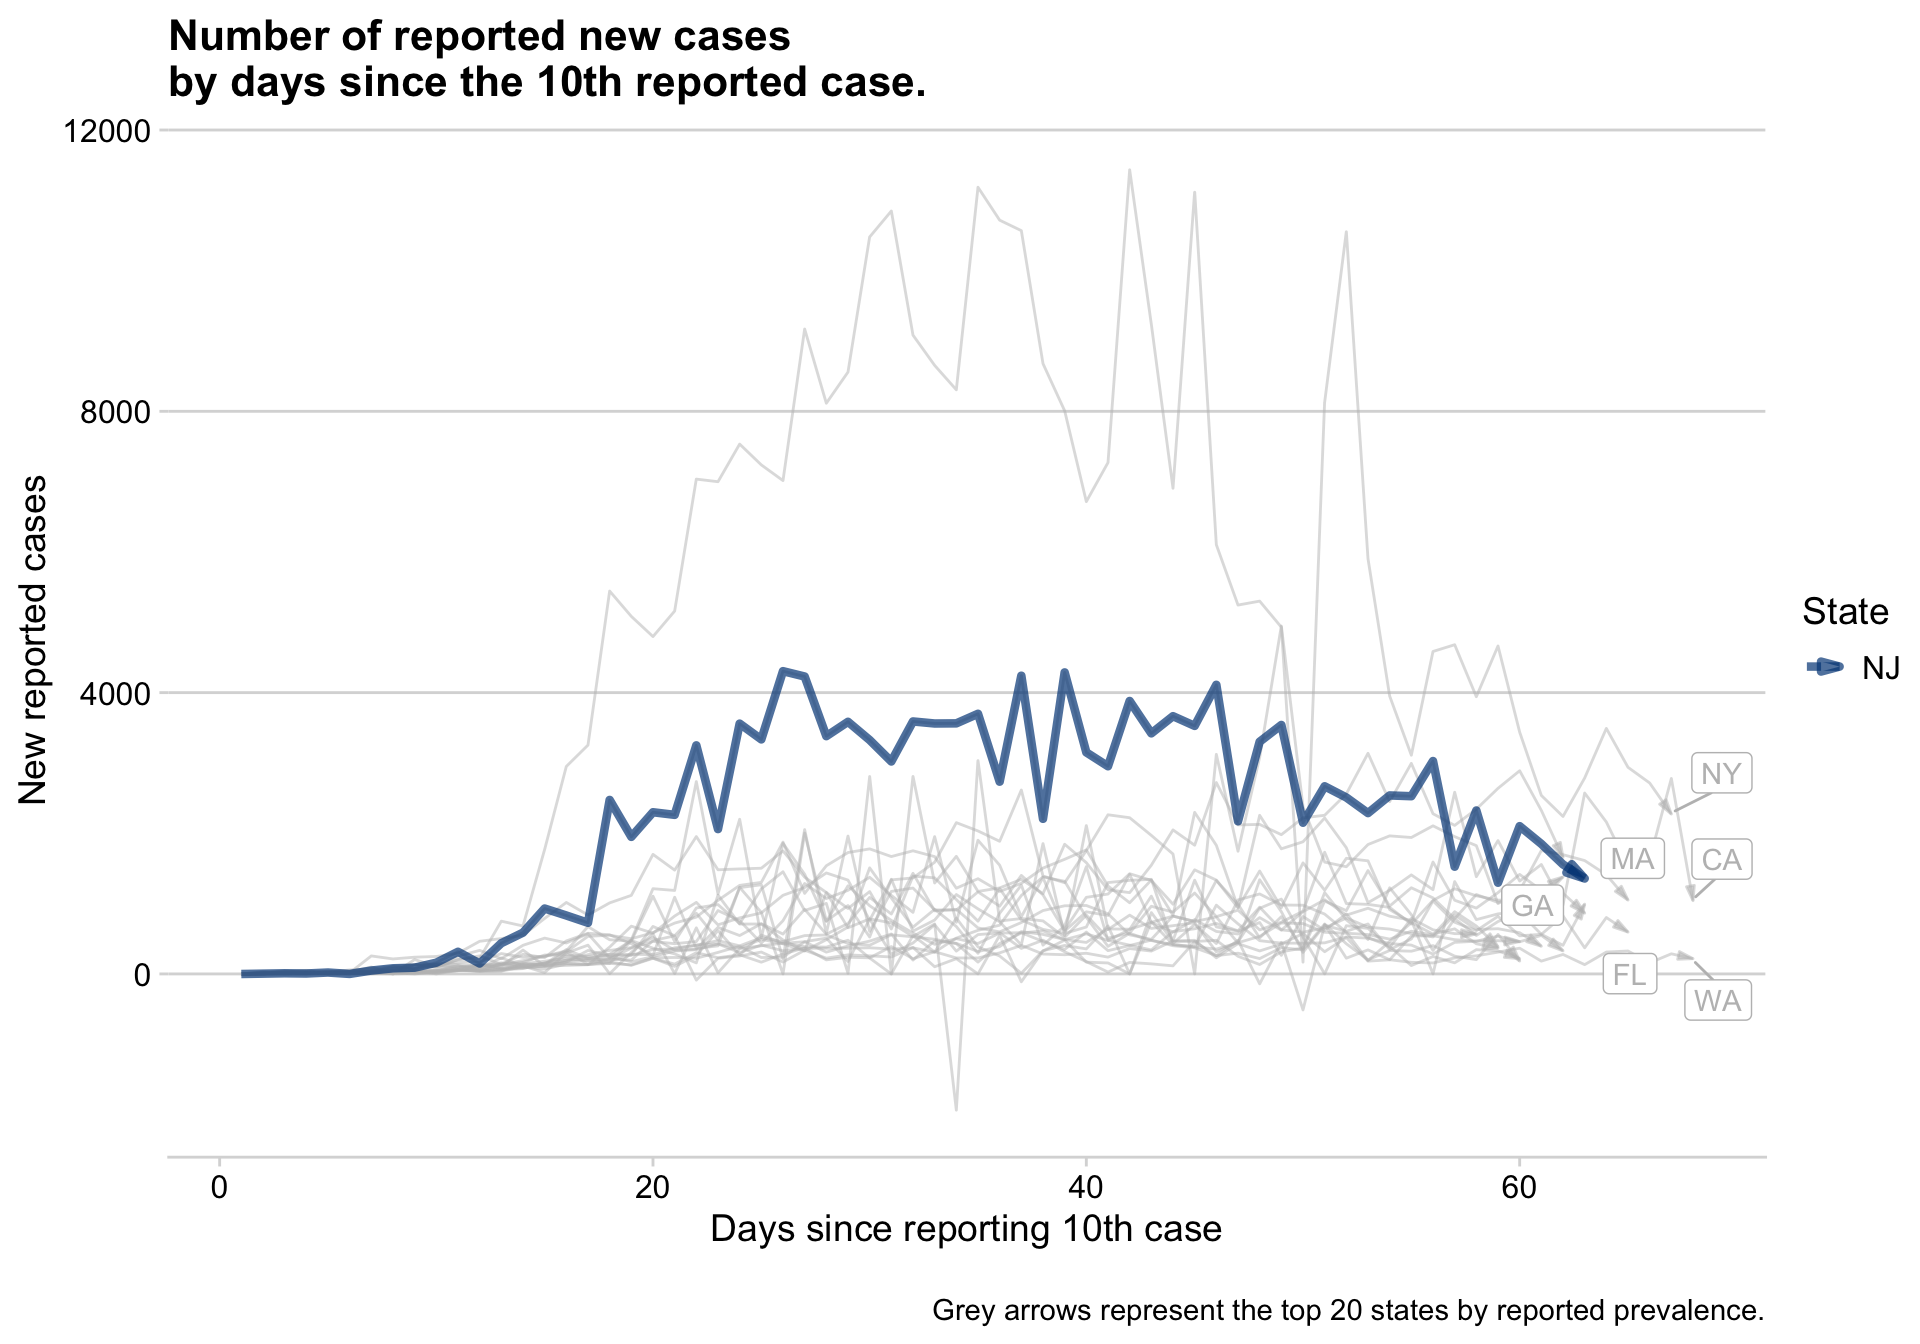 Number of reported new cases
by days since the 10th reported case.
12000
8000
4000
0
New reported cases
NY
MA
CA
GA
FL
WA
State
NJ
0
20
40
60
Days since reporting 10th case
Grey arrows represent the top 20 states by reported prevalence.